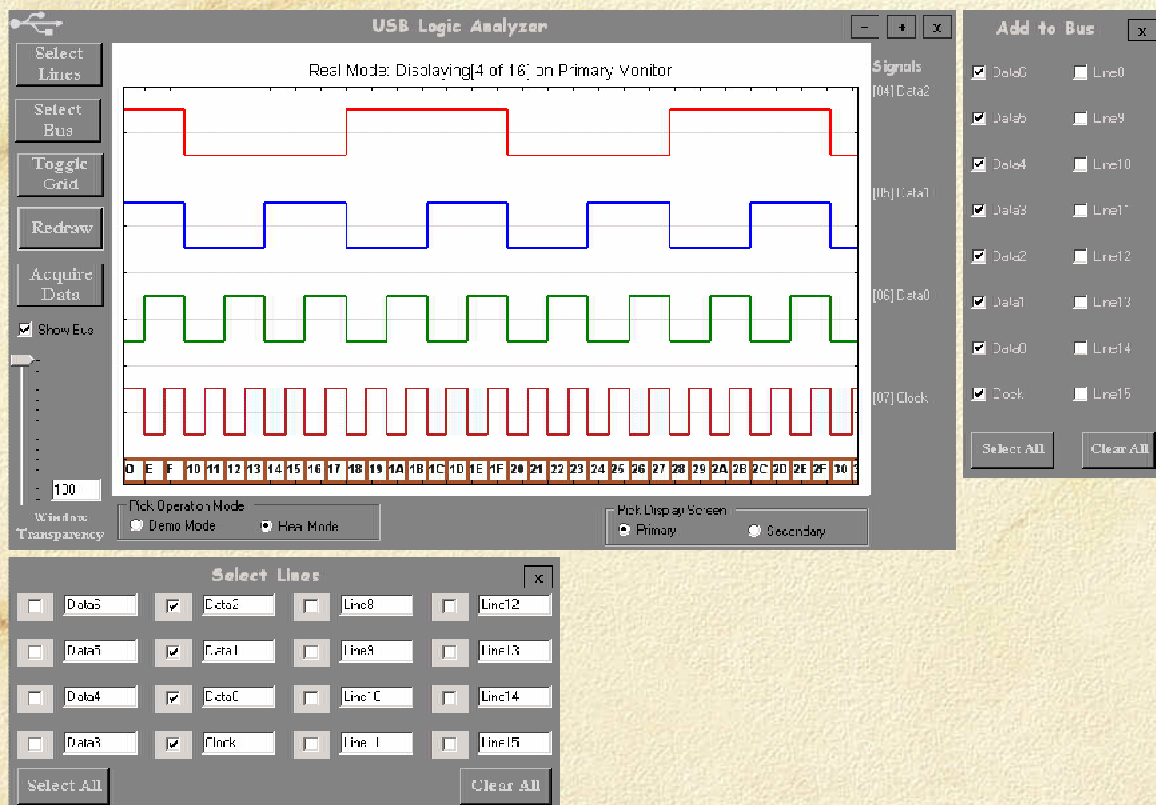 USB Logic Analyzer
- + x
Select Lines
Select Bus
Toggle Grid
Redraw
Acquire Data
Show Bus
100
Window Transparency
Real Mode: Displaying[4 of 16] on Primary Monitor
Signals
[04] Data2
[05] Data1
[06] Data0
[07] Clock
E F 10 11 12 13 14 15 16 17 18 19 1A 1B 1C 1D 1E 1F 20 21 22 23 24 25 26 27 28 29 2A 2B 2C 2D 2E 2F 30
Pick Operation Mode
Demo Mode Real Mode
Pick Display Screen
Primary Secondary
Add to Bus x
Data6 Line8
Data5 Line9
Data4 Line10
Data3 Line11
Data2 Line12
Data1 Line13
Data0 Line14
Clock Line15
Select All Clear All
Select Lines x
Data6 Data2 Line8 Line12
Data5 Data1 Line9 Line13
Data4 Data0 Line10 Line14
Data3 Clock Line11 Line15
Select All Clear All